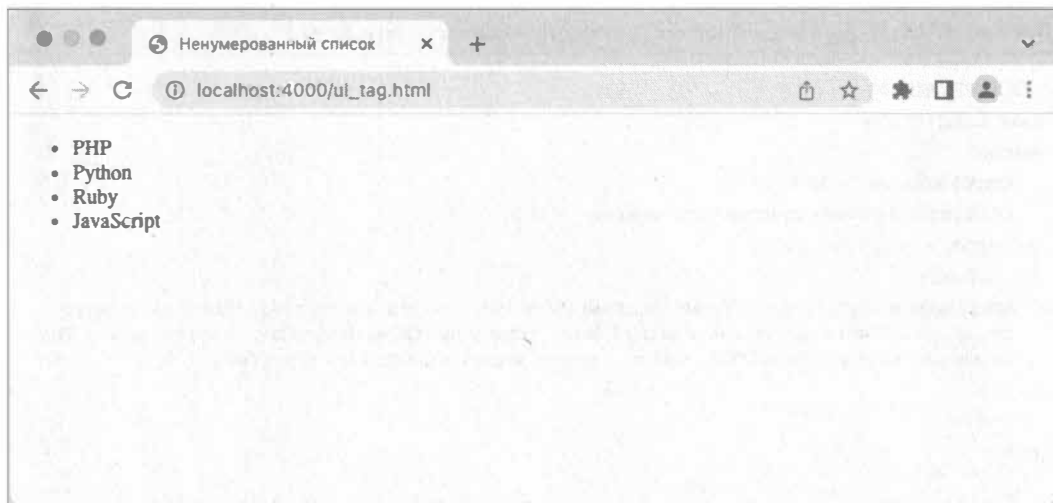 Ненумерованный список
localhost:4000/ul_tag.html
PHP
Python
Ruby
JavaScript